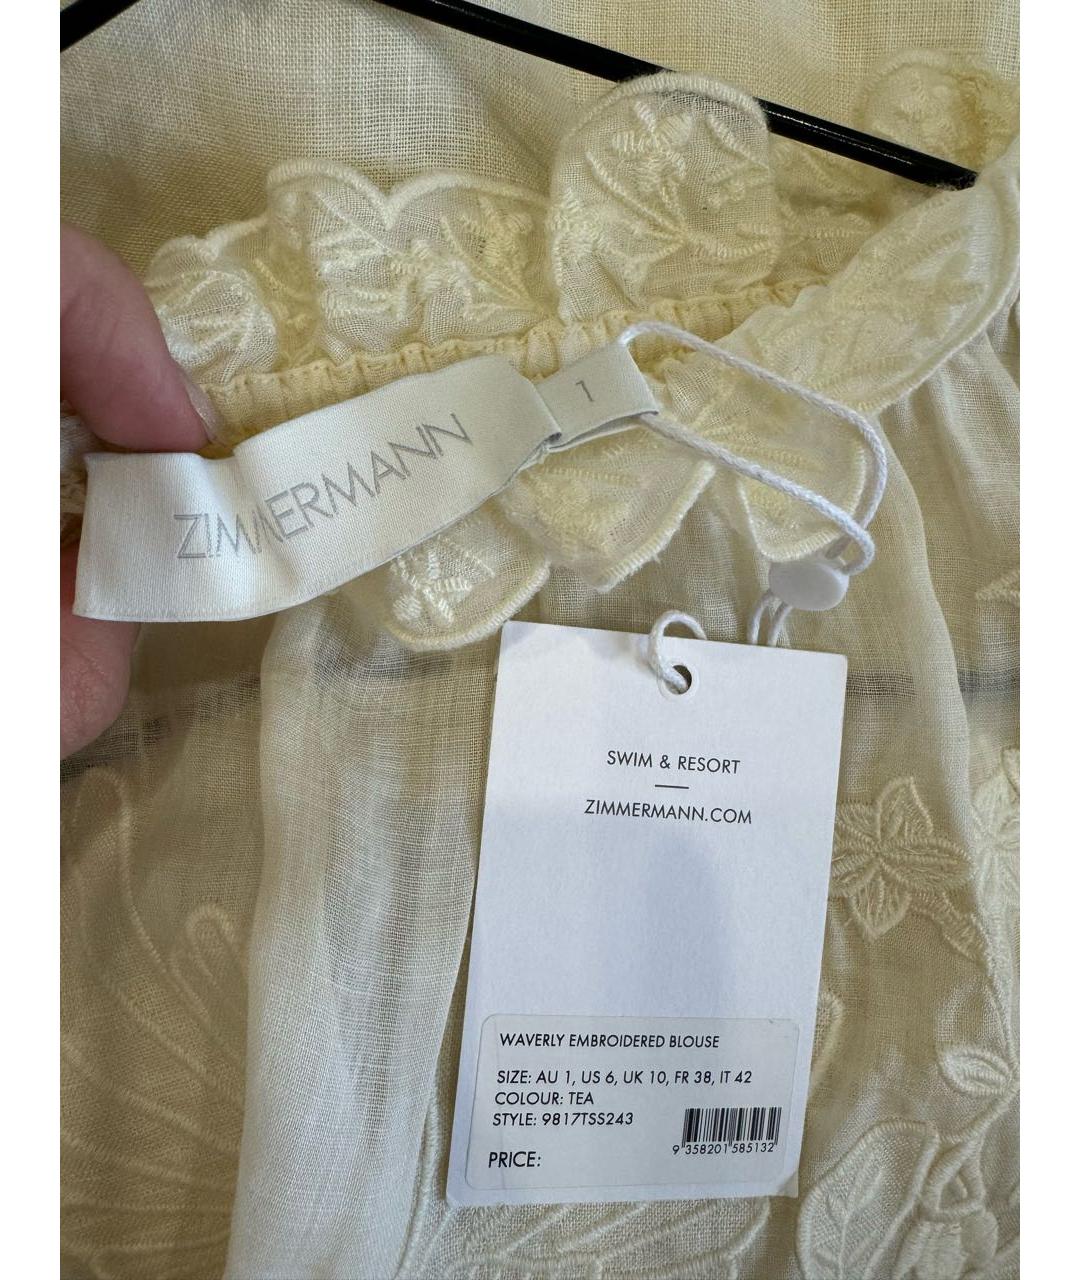 ZIMMERMANN
1
SWIM & RESORT
ZIMMERMANN.COM
WAVERLY EMBROIDERED BLOUSE
SIZE: AU 1, US 6, UK 10, FR 38, IT 42
COLOUR: TEA
STYLE: 9817TSS243
9 358201 585132
PRICE: